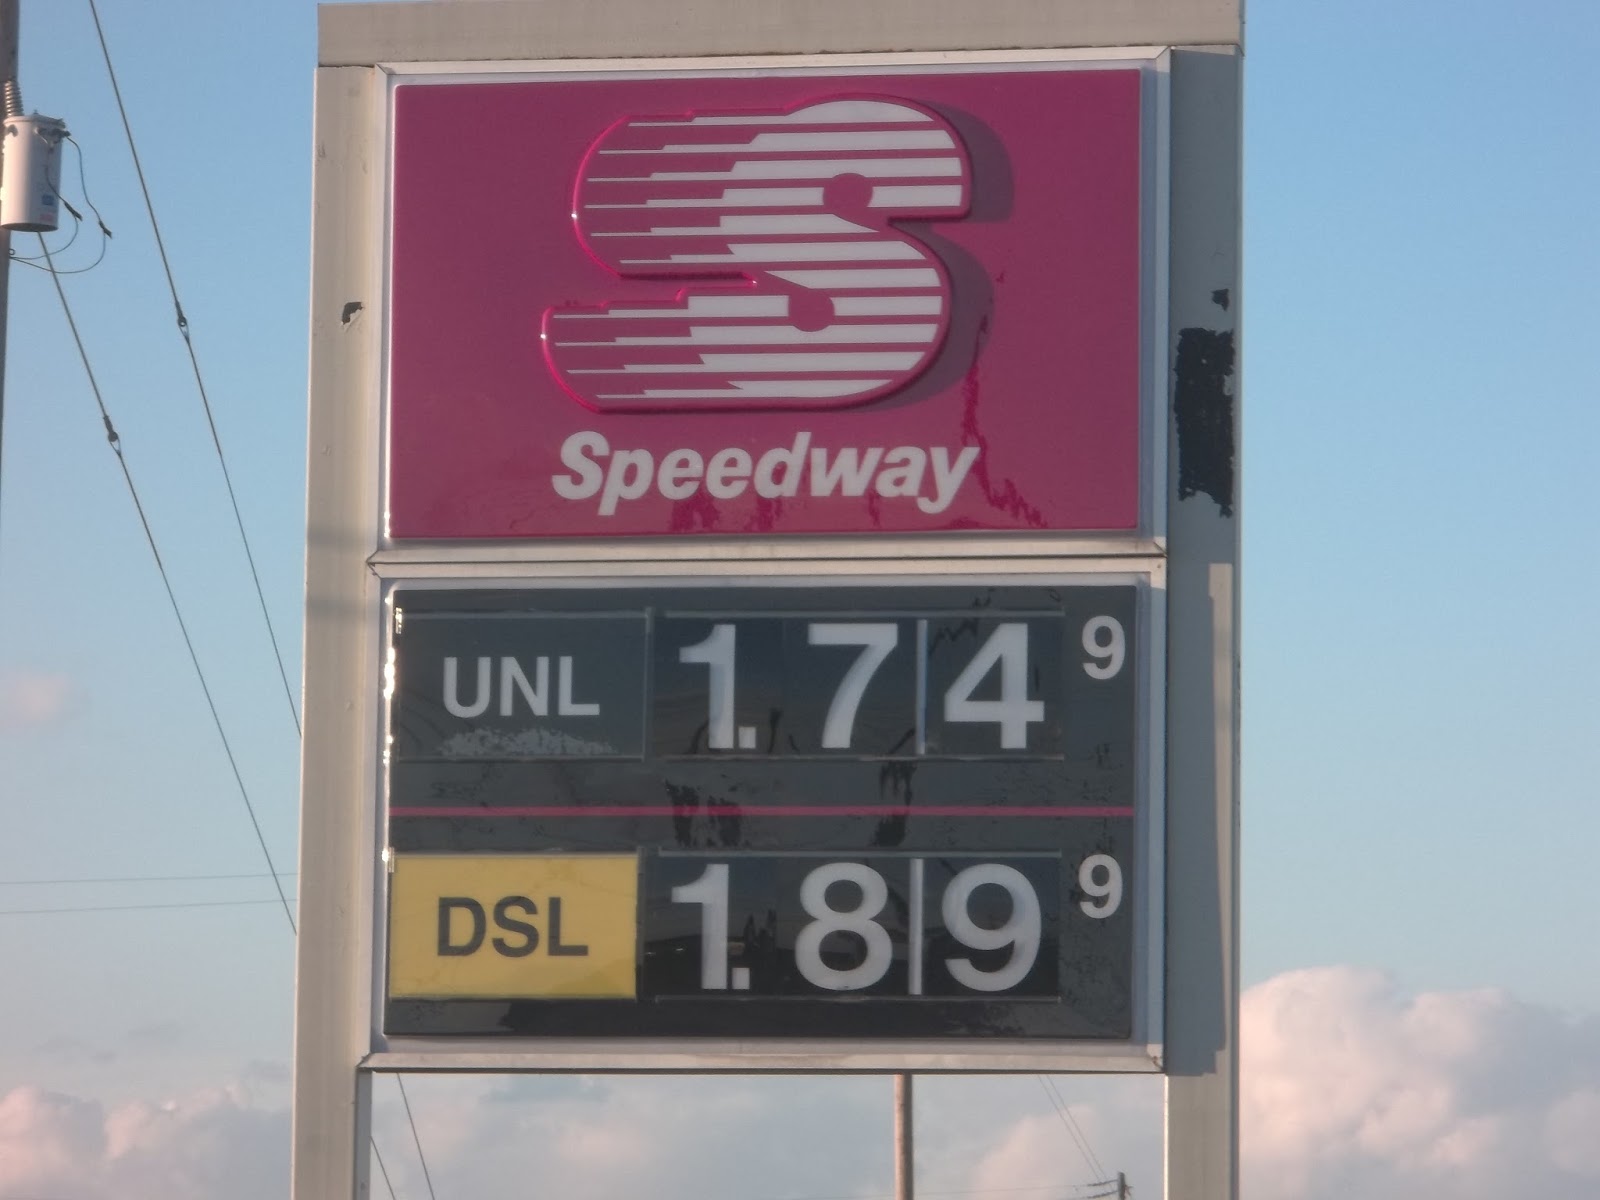 S
Speedway
UNL 1.74 9
DSL 1.89 9